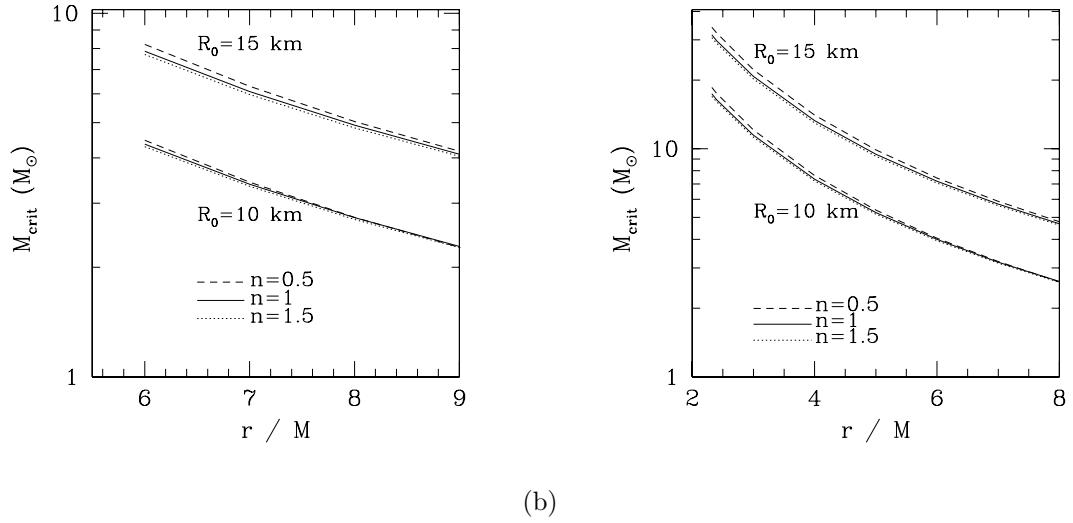 10
R₀=15 km
M_crit (M_⊙)
R₀=10 km
n=0.5
n=1
n=1.5
1
6 7 8 9
r / M
R₀=15 km
10
M_crit (M_⊙)
R₀=10 km
n=0.5
n=1
n=1.5
1
2 4 6 8
r / M
(b)